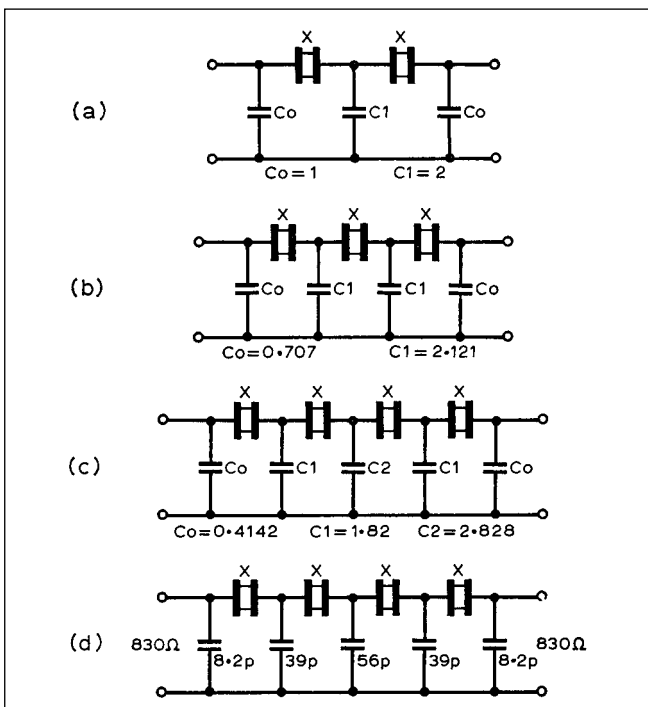 X X
(a)
Co C1 Co
Co=1 C1=2
X X X
(b)
Co C1 C1 Co
Co=0·707 C1=2·121
X X X X
(c)
Co C1 C2 C1 Co
Co=0·4142 C1=1·82 C2=2·828
X X X X
(d)
830Ω 830Ω
8·2p 39p 56p 39p 8·2p